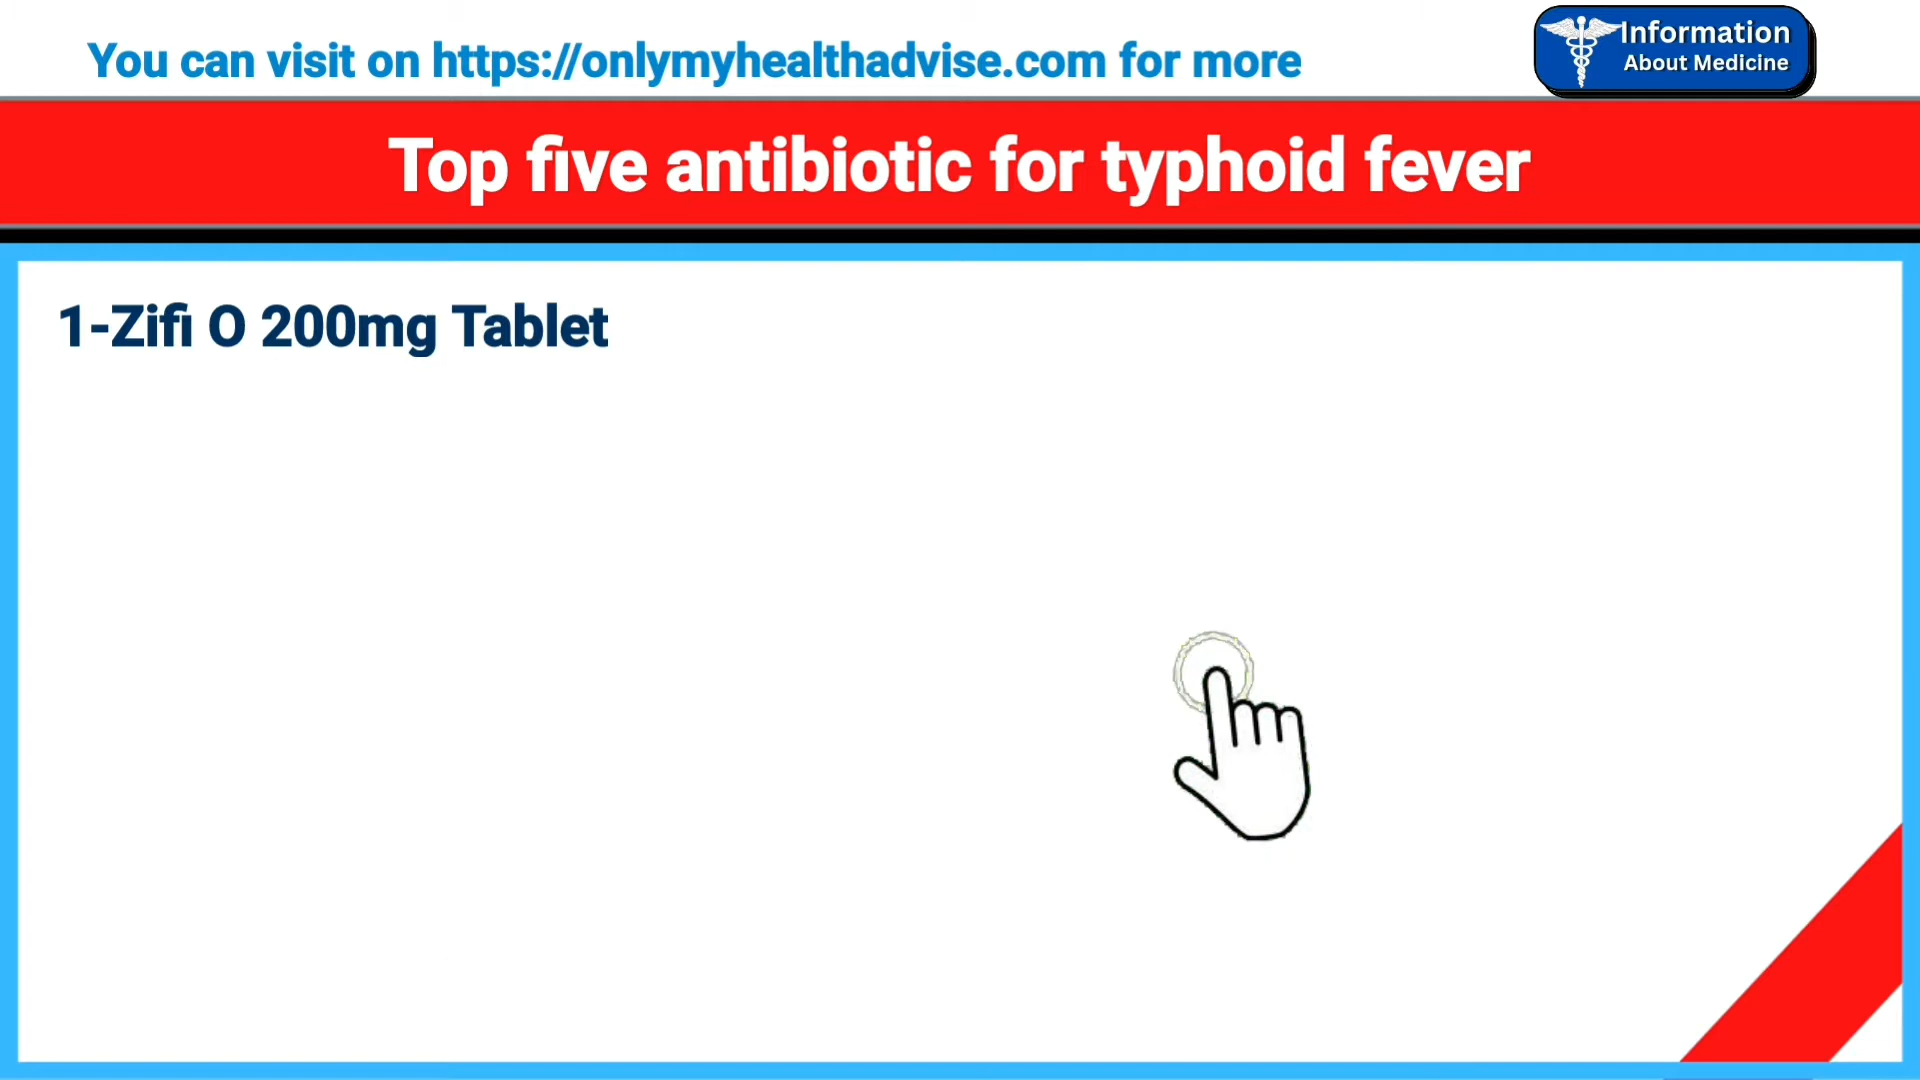 You can visit on https://onlymyhealthadvise.com for more
Information
About Medicine
Top five antibiotic for typhoid fever
1-Zifi O 200mg Tablet